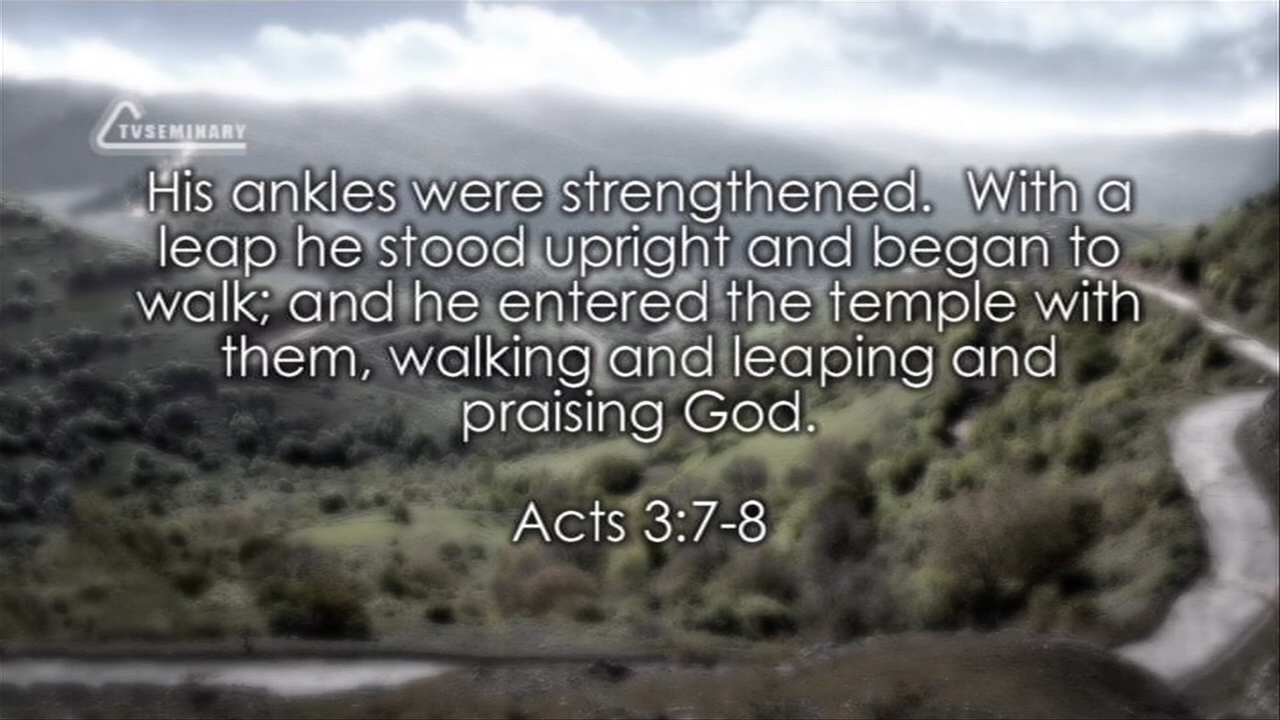 TVSEMINARY
His ankles were strengthened.  With a
leap he stood upright and began to
walk; and he entered the temple with
them, walking and leaping and
praising God.
Acts 3:7-8